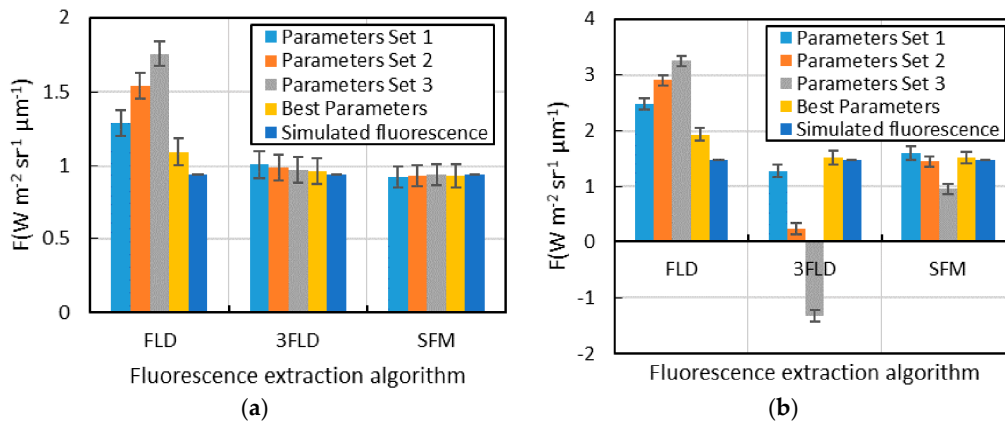 2
1.5
1
0.5
0
F(W m⁻² sr⁻¹ µm⁻¹)
Parameters Set 1
Parameters Set 2
Parameters Set 3
Best Parameters
Simulated fluorescence
FLD 3FLD SFM
Fluorescence extraction algorithm
(a)
4
3
2
1
0
-1
-2
F(W m⁻² sr⁻¹ µm⁻¹)
Parameters Set 1
Parameters Set 2
Parameters Set 3
Best Parameters
Simulated fluorescence
FLD 3FLD SFM
Fluorescence extraction algorithm
(b)